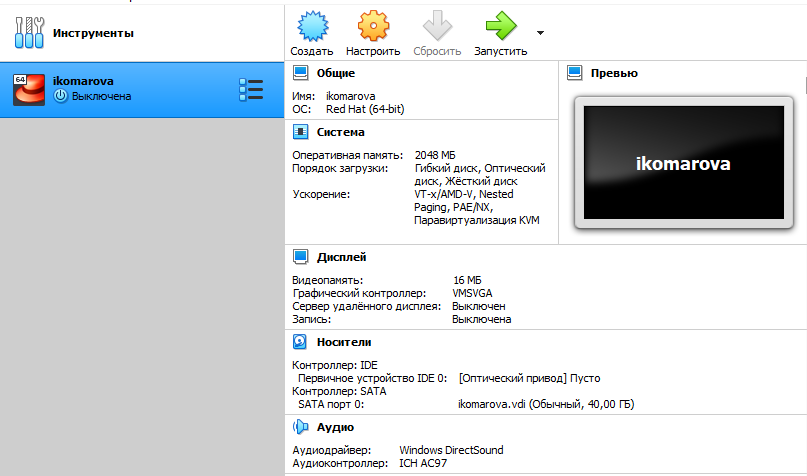 Инструменты
Создать Настроить Сбросить Запустить
64
ikomarova
Выключена
Общие
Имя: ikomarova
ОС: Red Hat (64-bit)
Система
Оперативная память: 2048 МБ
Порядок загрузки: Гибкий диск, Оптический
диск, Жёсткий диск
Ускорение: VT-x/AMD-V, Nested
Paging, PAE/NX,
Паравиртуализация KVM
Превью
ikomarova
Дисплей
Видеопамять: 16 МБ
Графический контроллер: VMSVGA
Сервер удалённого дисплея: Выключен
Запись: Выключена
Носители
Контроллер: IDE
Первичное устройство IDE 0: [Оптический привод] Пусто
Контроллер: SATA
SATA порт 0: ikomarova.vdi (Обычный, 40,00 ГБ)
Аудио
Аудиодрайвер: Windows DirectSound
Аудиоконтроллер: ICH AC97